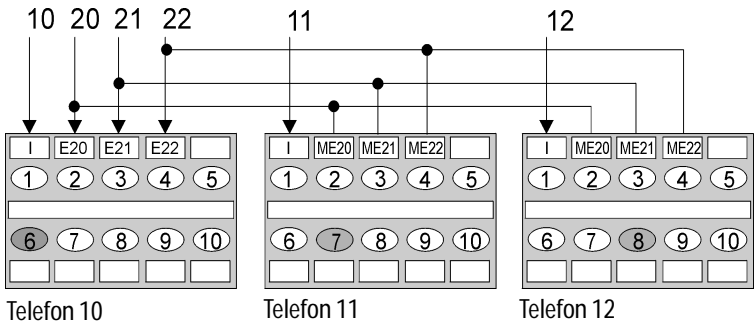 10 20 21 22 11 12
I E20 E21 E22 I ME20 ME21 ME22 I ME20 ME21 ME22
1 2 3 4 5 1 2 3 4 5 1 2 3 4 5
6 7 8 9 10 6 7 8 9 10 6 7 8 9 10
Telefon 10 Telefon 11 Telefon 12